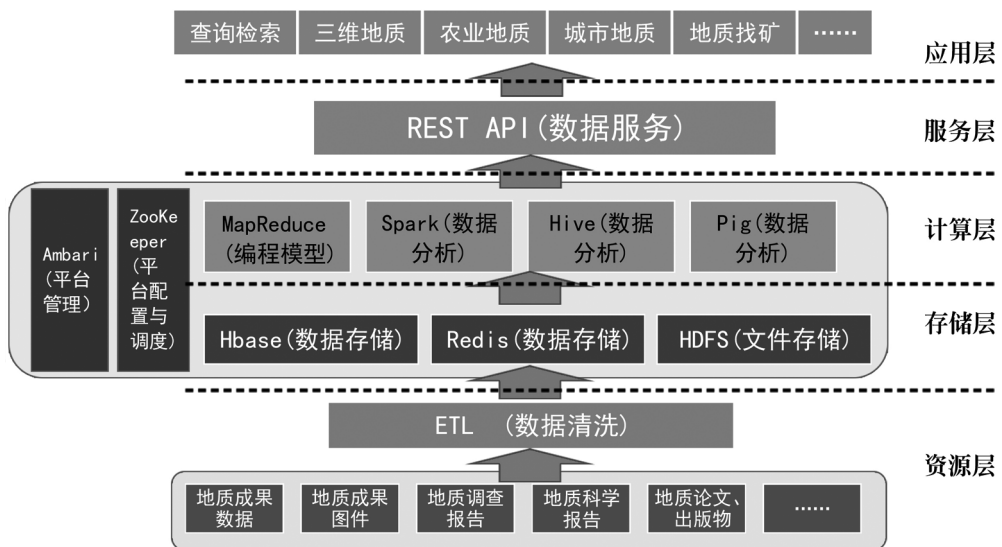 查询检索
三维地质
农业地质
城市地质
地质找矿
……
应用层
REST API(数据服务)
服务层
Ambari
(平台
管理)
ZooKe
eper
(平
台配
置与
调度)
MapReduce
(编程模型)
Spark(数据
分析)
Hive(数据
分析)
Pig(数据
分析)
计算层
Hbase(数据存储)
Redis(数据存储)
HDFS(文件存储)
存储层
ETL (数据清洗)
资源层
地质成果
数据
地质成果
图件
地质调查
报告
地质科学
报告
地质论文、
出版物
……